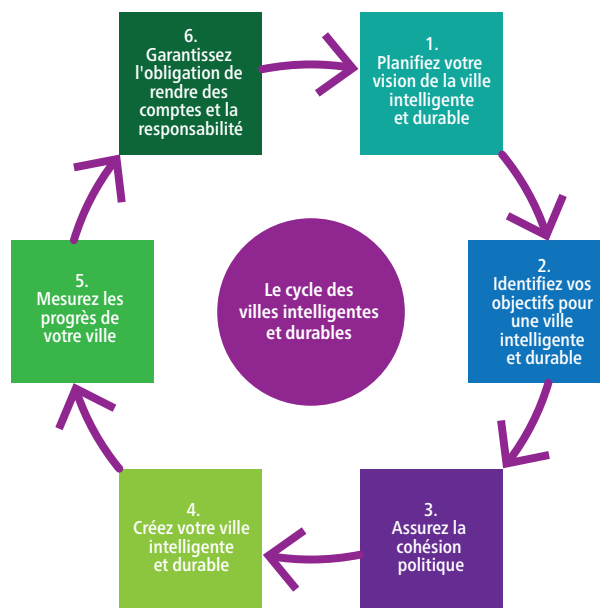 6.
Garantissez
l'obligation de
rendre des
comptes et la
responsabilité
1.
Planifiez votre
vision de la ville
intelligente
et durable
5.
Mesurez les
progrès de
votre ville
Le cycle des
villes intelligentes
et durables
2.
Identifiez vos
objectifs pour
une ville
intelligente
et durable
4.
Créez votre ville
intelligente
et durable
3.
Assurez la
cohésion
politique